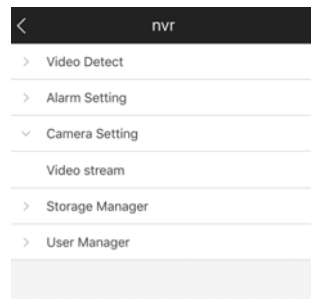 nvr
Video Detect
Alarm Setting
Camera Setting
Video stream
Storage Manager
User Manager